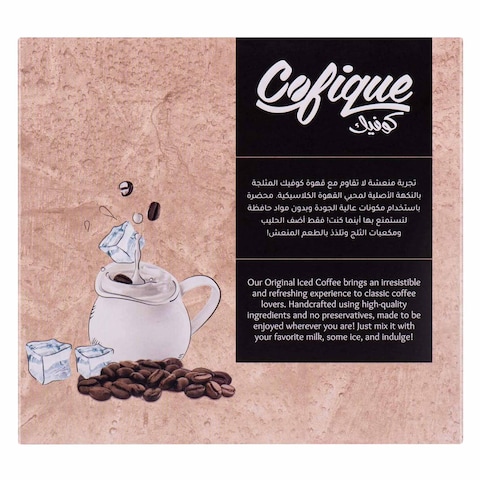 Cofique
كوفيك
تجربة منعشة لا تقاوم مع قهوة كوفيك المثلجة
بالنكهة الأصلية لمحبي القهوة الكلاسيكية. محضرة
باستخدام مكونات عالية الجودة وبدون مواد حافظة
لتستمتع بها أينما كنت! فقط أضف الحليب
ومكعبات الثلج وتلذذ بالطعم المنعش!
Our Original Iced Coffee brings an irresistible
and refreshing experience to classic coffee
lovers. Handcrafted using high-quality
ingredients and no preservatives, made to be
enjoyed wherever you are! Just mix it with
your favorite milk, some ice, and indulge!